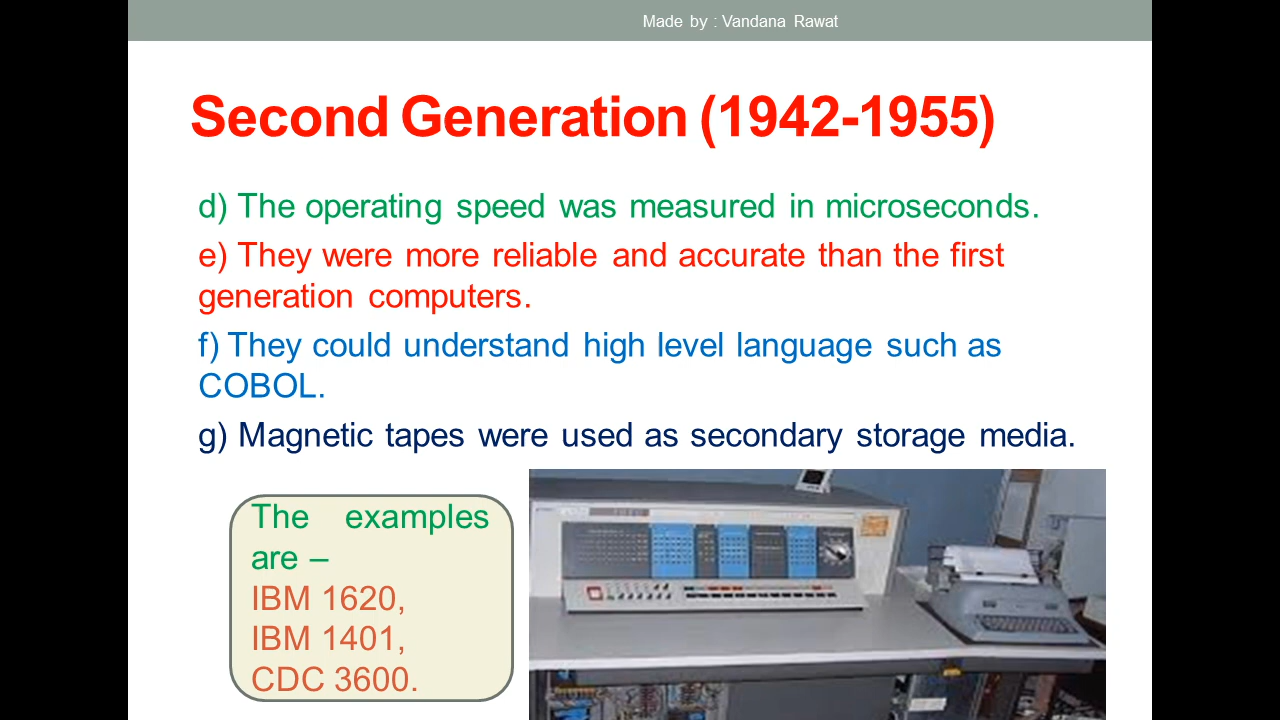 Made by : Vandana Rawat
Second Generation (1942-1955)
d) The operating speed was measured in microseconds.
e) They were more reliable and accurate than the first
generation computers.
f) They could understand high level language such as
COBOL.
g) Magnetic tapes were used as secondary storage media.
The examples
are –
IBM 1620,
IBM 1401,
CDC 3600.